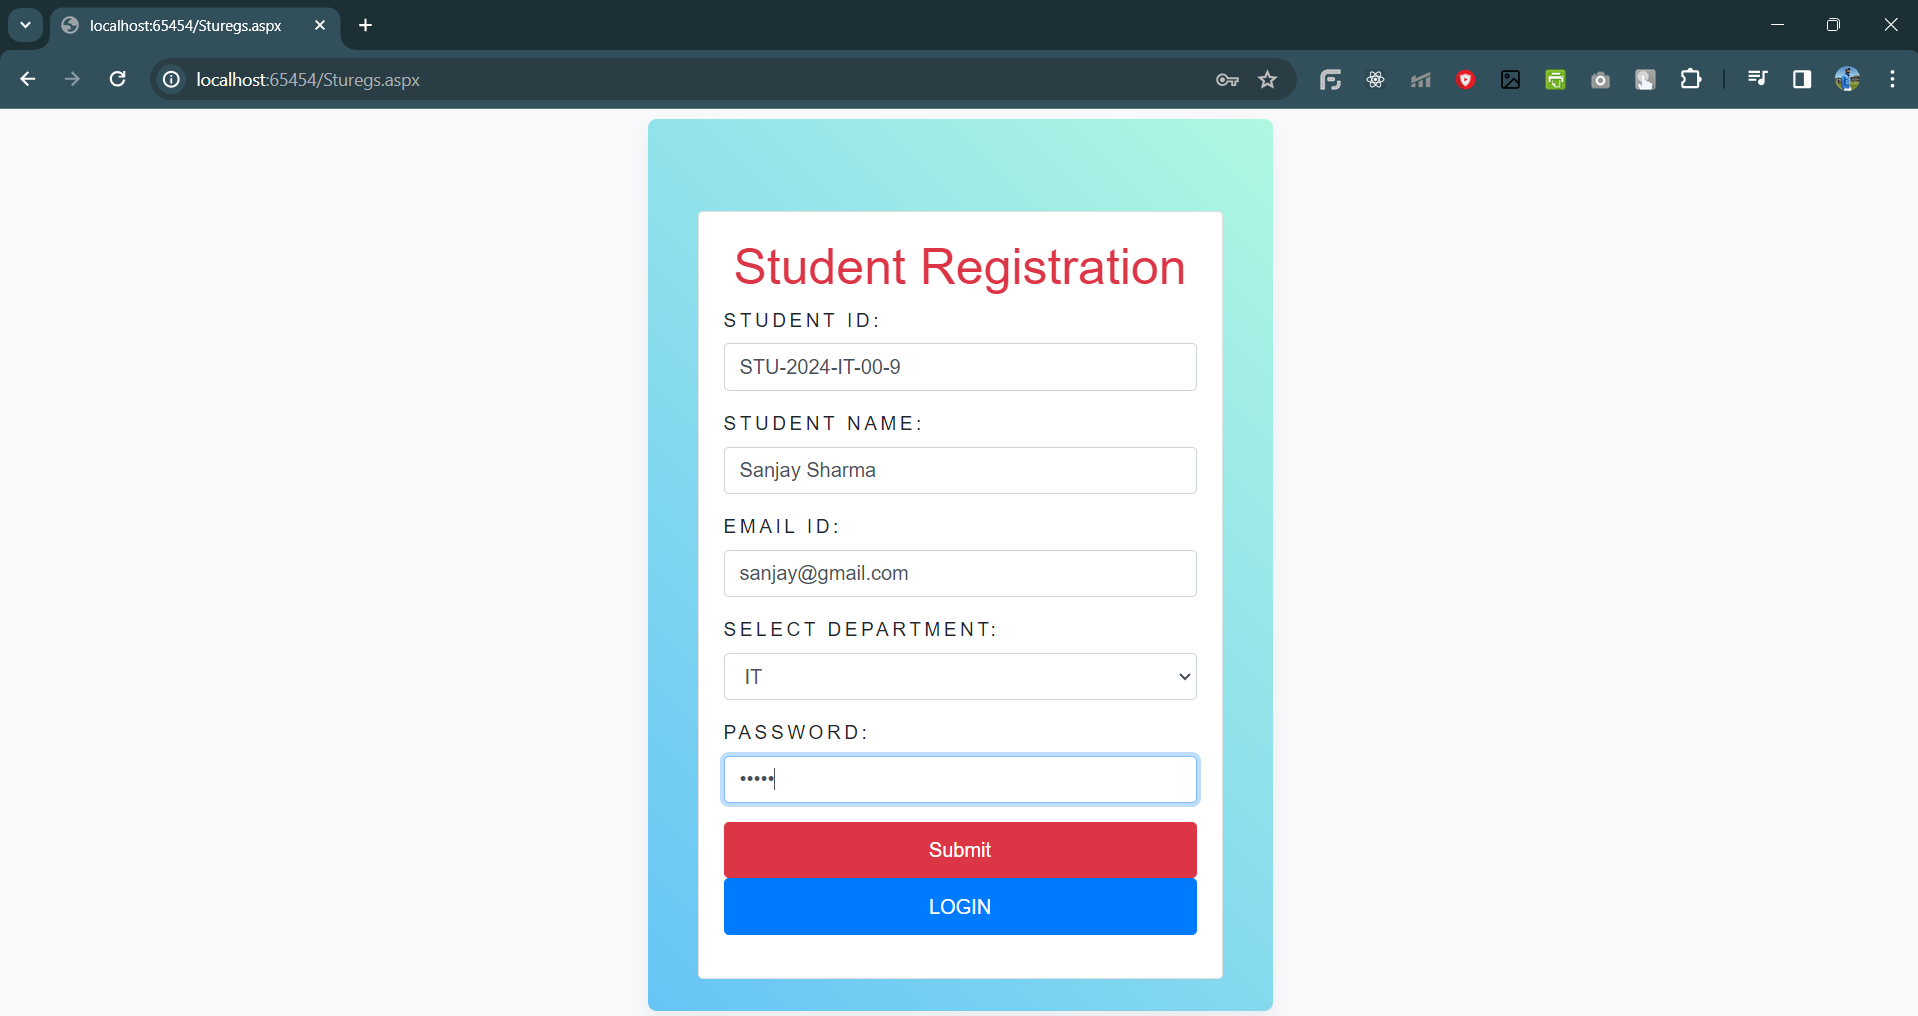 localhost:65454/Sturegs.aspx
localhost:65454/Sturegs.aspx
Student Registration
STUDENT ID:
STU-2024-IT-00-9
STUDENT NAME:
Sanjay Sharma
EMAIL ID:
sanjay@gmail.com
SELECT DEPARTMENT:
IT
PASSWORD:
•••••
Submit
LOGIN